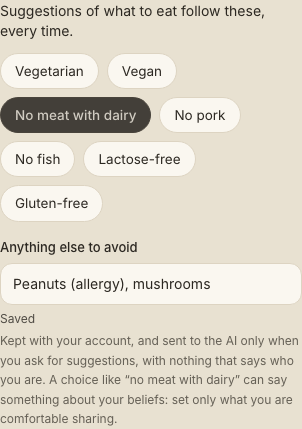 Suggestions of what to eat follow these,
every time.
Vegetarian
Vegan
No meat with dairy
No pork
No fish
Lactose-free
Gluten-free
Anything else to avoid
Peanuts (allergy), mushrooms
Saved
Kept with your account, and sent to the AI only when
you ask for suggestions, with nothing that says who
you are. A choice like “no meat with dairy” can say
something about your beliefs: set only what you are
comfortable sharing.